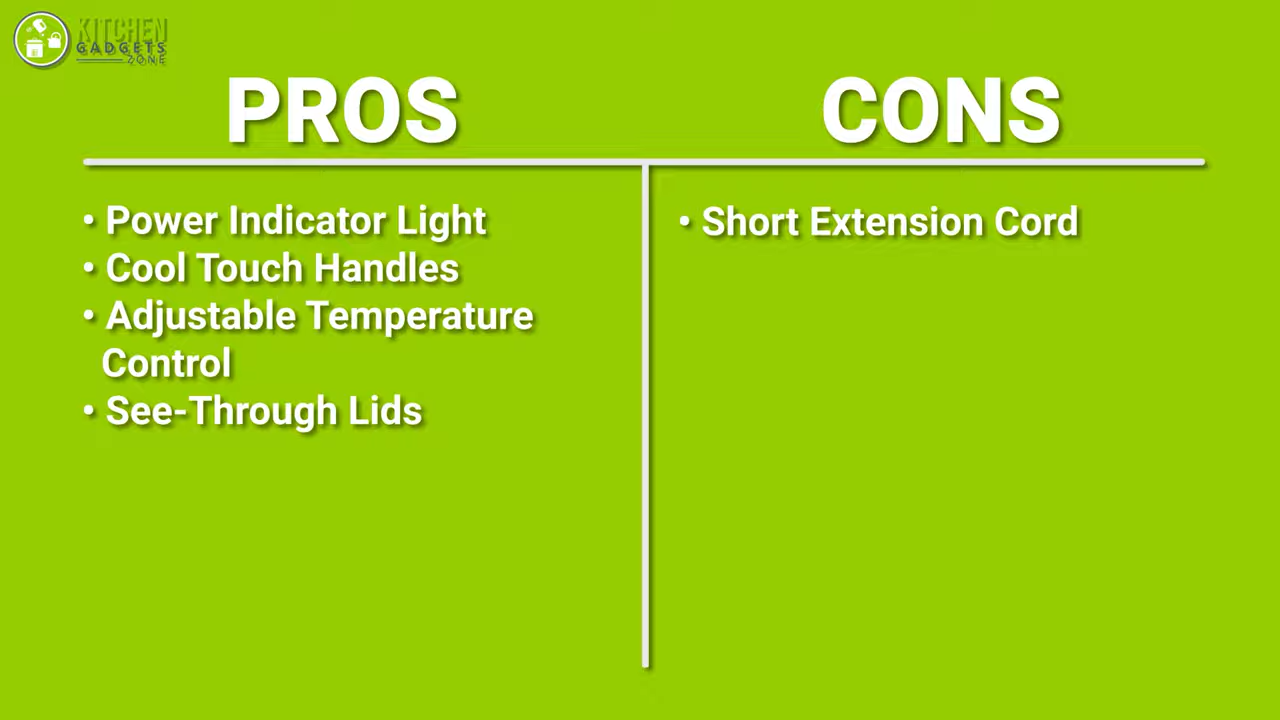 KITCHEN
GADGETS
ZONE
PROS
CONS
• Power Indicator Light
• Cool Touch Handles
• Adjustable Temperature
Control
• See-Through Lids
• Short Extension Cord